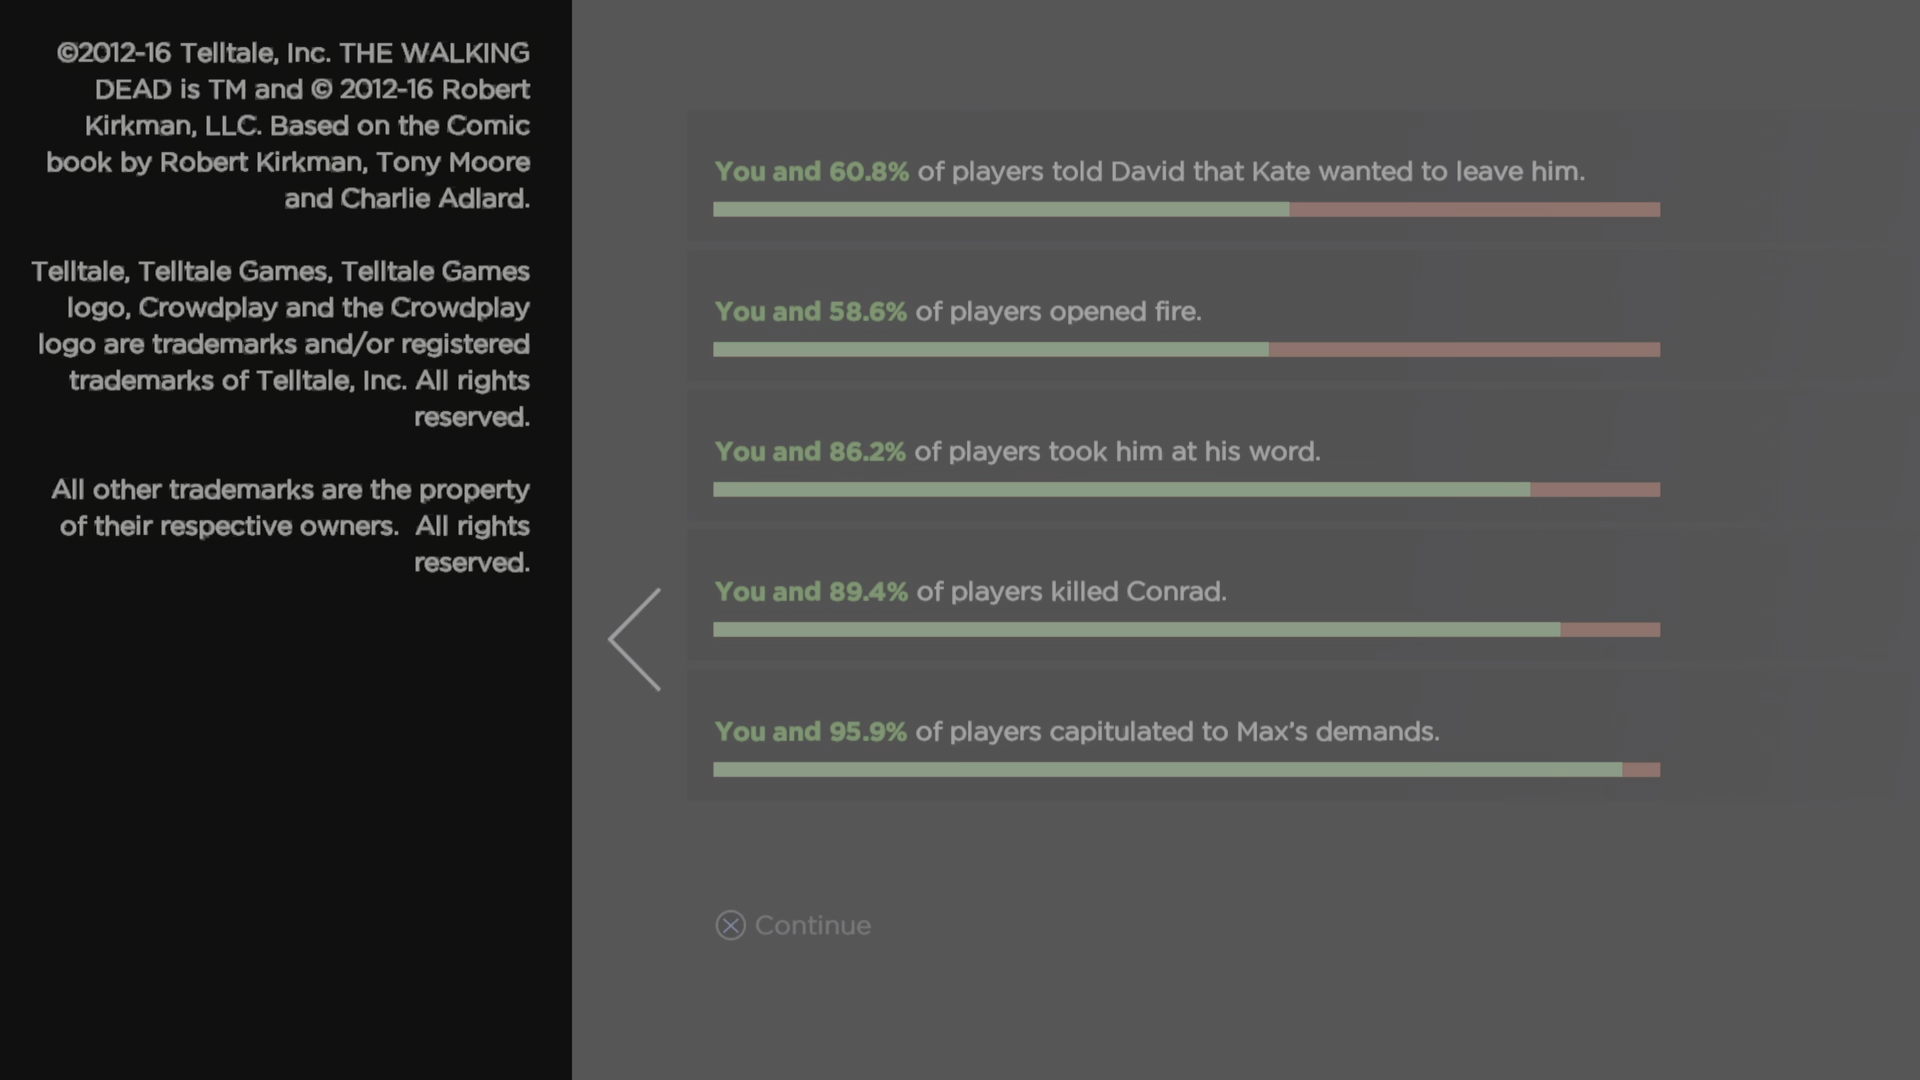 ©2012-16 Telltale, Inc. THE WALKING
DEAD is TM and © 2012-16 Robert
Kirkman, LLC. Based on the Comic
book by Robert Kirkman, Tony Moore
and Charlie Adlard.
Telltale, Telltale Games, Telltale Games
logo, Crowdplay and the Crowdplay
logo are trademarks and/or registered
trademarks of Telltale, Inc. All rights
reserved.
All other trademarks are the property
of their respective owners.  All rights
reserved.
You and 60.8% of players told David that Kate wanted to leave him.
You and 58.6% of players opened fire.
You and 86.2% of players took him at his word.
You and 89.4% of players killed Conrad.
You and 95.9% of players capitulated to Max’s demands.
Continue